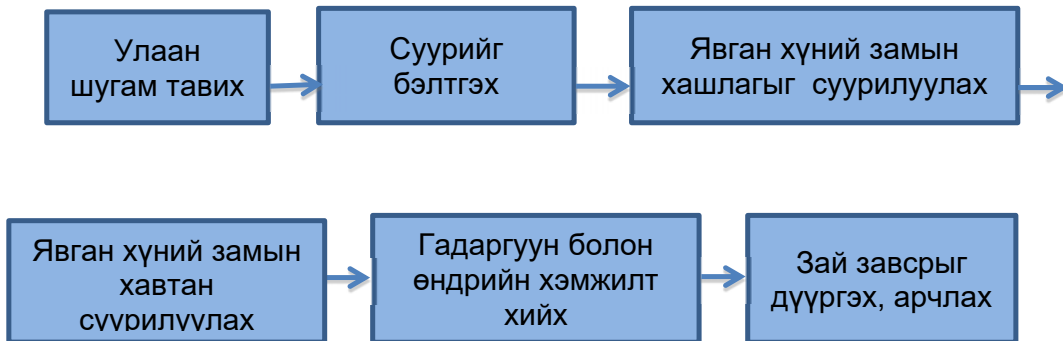 Улаан
шугам тавих
Суурийг
бэлтгэх
Явган хүний замын
хашлагыг суурилуулах
Явган хүний замын
хавтан
суурилуулах
Гадаргуун болон
өндрийн хэмжилт
хийх
Зай завсрыг
дүүргэх, арчлах